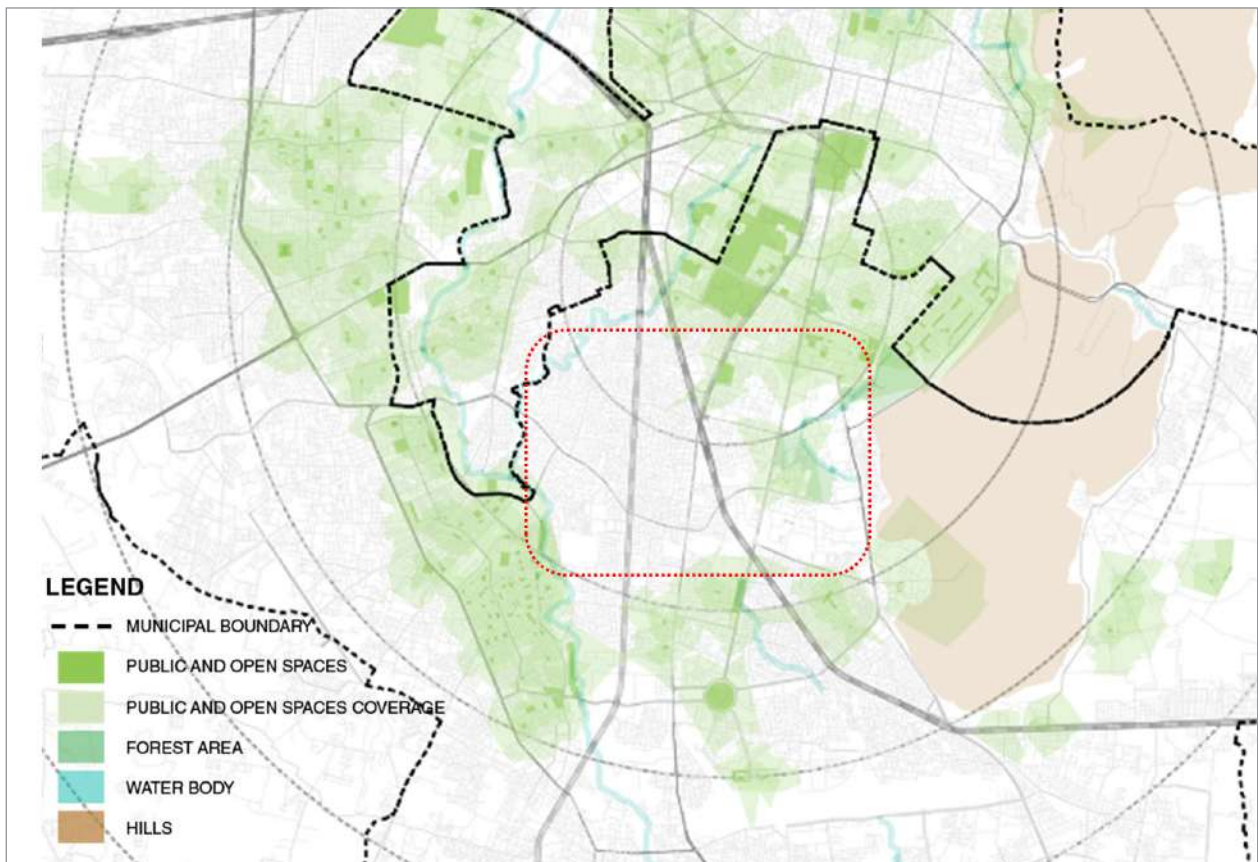 LEGEND
MUNICIPAL BOUNDARY
PUBLIC AND OPEN SPACES
PUBLIC AND OPEN SPACES COVERAGE
FOREST AREA
WATER BODY
HILLS